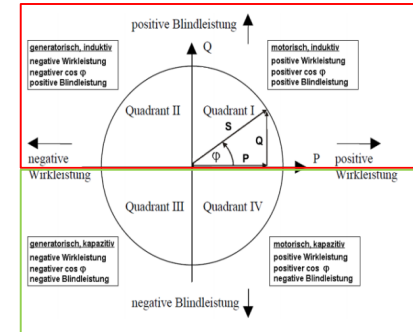 positive Blindleistung
Q
generatorisch, induktiv
negative Wirkleistung
negativer cos φ
positive Blindleistung
motorisch, induktiv
positive Wirkleistung
positiver cos φ
positive Blindleistung
Quadrant II
Quadrant I
S
Q
φ
P
P
negative
Wirkleistung
positive
Wirkleistung
Quadrant III
Quadrant IV
generatorisch, kapazitiv
negative Wirkleistung
negativer cos φ
negative Blindleistung
motorisch, kapazitiv
positive Wirkleistung
positiver cos φ
negative Blindleistung
negative Blindleistung